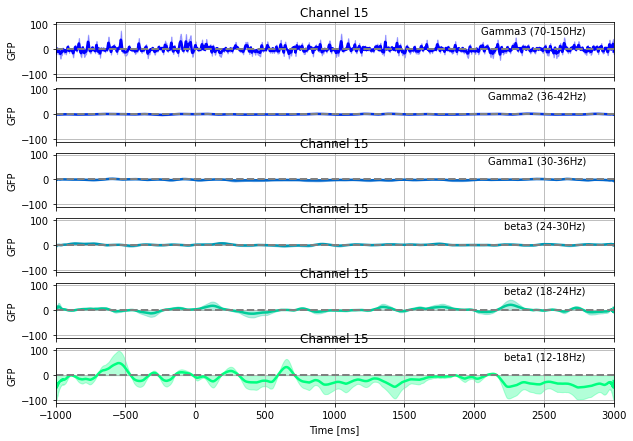 Channel 15
100
0
−100
GFP
Gamma3 (70-150Hz)
Channel 15
100
0
−100
GFP
Gamma2 (36-42Hz)
Channel 15
100
0
−100
GFP
Gamma1 (30-36Hz)
Channel 15
100
0
−100
GFP
beta3 (24-30Hz)
Channel 15
100
0
−100
GFP
beta2 (18-24Hz)
Channel 15
100
0
−100
GFP
beta1 (12-18Hz)
−1000 −500 0 500 1000 1500 2000 2500 3000
Time [ms]